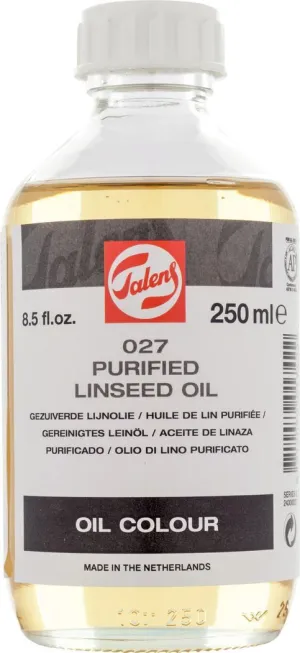 Talens
Talens
8.5 fl.oz.
250 ml e
027
PURIFIED
LINSEED OIL
GEZUIVERDE LIJNOLIE / HUILE DE LIN PURIFIÉE /
GEREINIGTES LEINÖL / ACEITE DE LINAZA
PURIFICADO / OLIO DI LINO PURIFICATO
OIL COLOUR
MADE IN THE NETHERLANDS